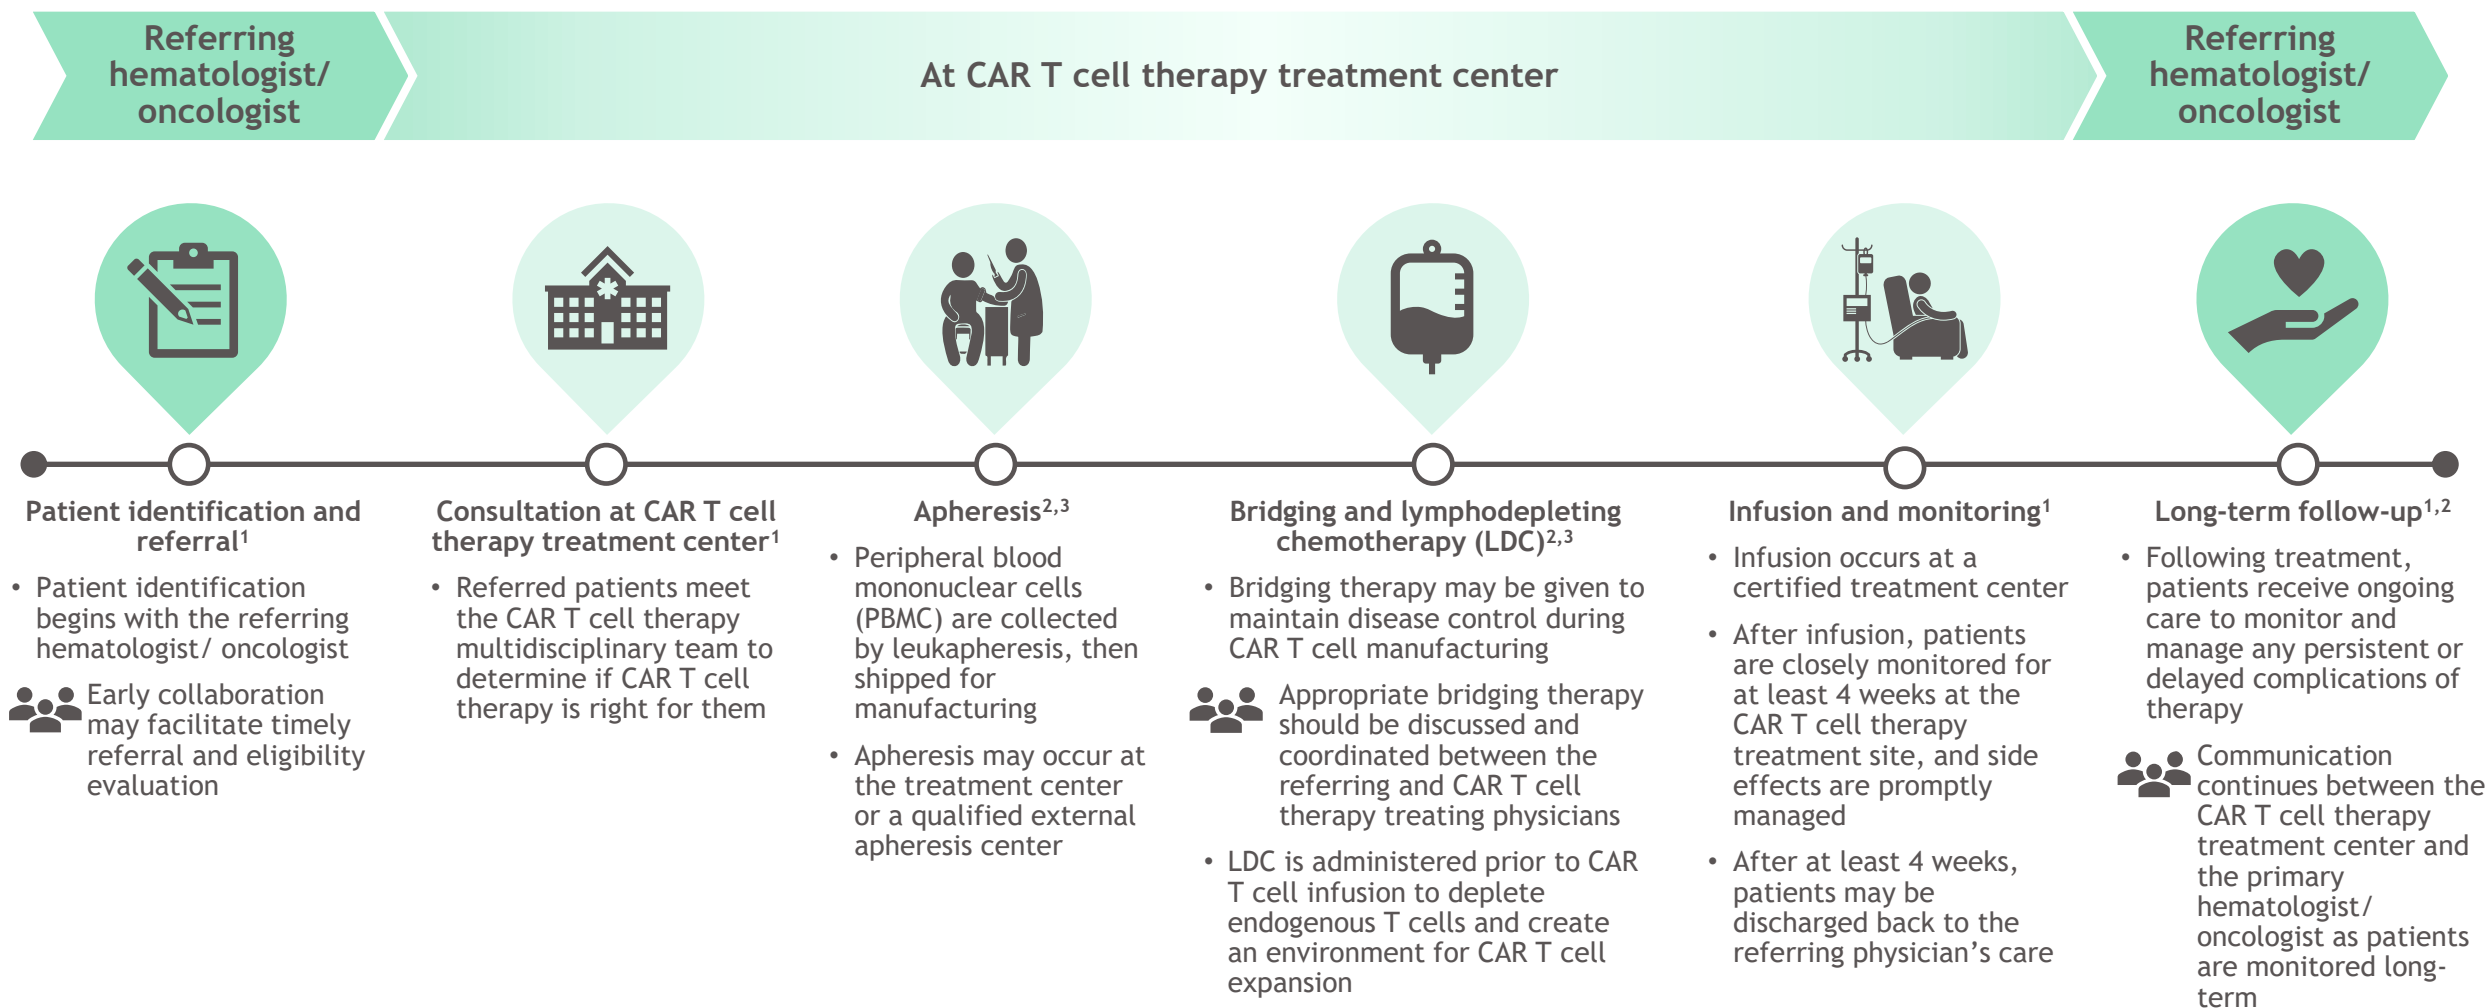 Referring
hematologist/
oncologist
At CAR T cell therapy treatment center
Referring
hematologist/
oncologist
Patient identification and
referral¹
• Patient identification
begins with the referring
hematologist/ oncologist
Early collaboration
may facilitate timely
referral and eligibility
evaluation
Consultation at CAR T cell
therapy treatment center¹
• Referred patients meet
the CAR T cell therapy
multidisciplinary team to
determine if CAR T cell
therapy is right for them
Apheresis²,³
• Peripheral blood
mononuclear cells
(PBMC) are collected
by leukapheresis, then
shipped for
manufacturing
• Apheresis may occur at
the treatment center
or a qualified external
apheresis center
Bridging and lymphodepleting
chemotherapy (LDC)²,³
• Bridging therapy may be given to
maintain disease control during
CAR T cell manufacturing
Appropriate bridging therapy
should be discussed and
coordinated between the
referring and CAR T cell
therapy treating physicians
• LDC is administered prior to CAR
T cell infusion to deplete
endogenous T cells and create
an environment for CAR T cell
expansion
Infusion and monitoring¹
• Infusion occurs at a
certified treatment center
• After infusion, patients
are closely monitored for
at least 4 weeks at the
CAR T cell therapy
treatment site, and side
effects are promptly
managed
• After at least 4 weeks,
patients may be
discharged back to the
referring physician’s care
Long-term follow-up¹,²
• Following treatment,
patients receive ongoing
care to monitor and
manage any persistent or
delayed complications of
therapy
Communication
continues between the
CAR T cell therapy
treatment center and
the primary
hematologist/
oncologist as patients
are monitored long-
term